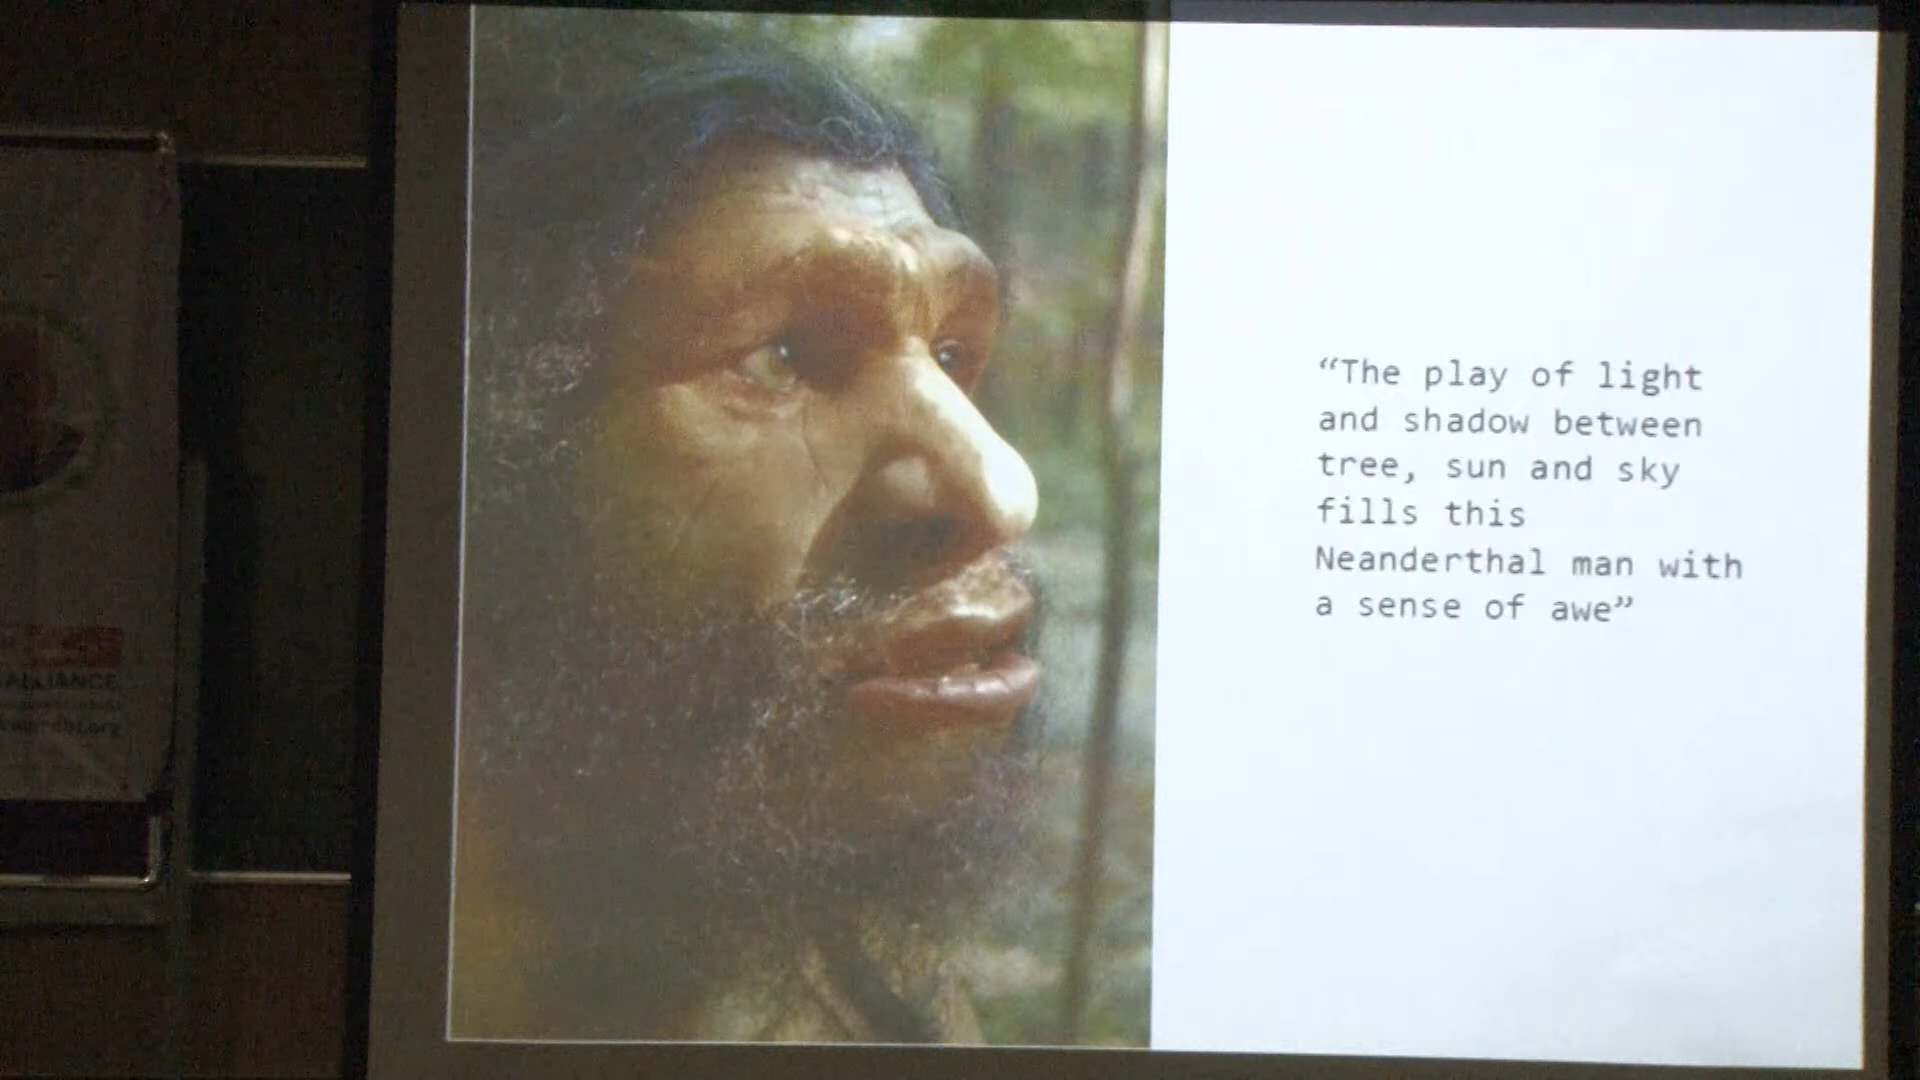 “The play of light
and shadow between
tree, sun and sky
fills this
Neanderthal man with
a sense of awe”
ALLIANCE